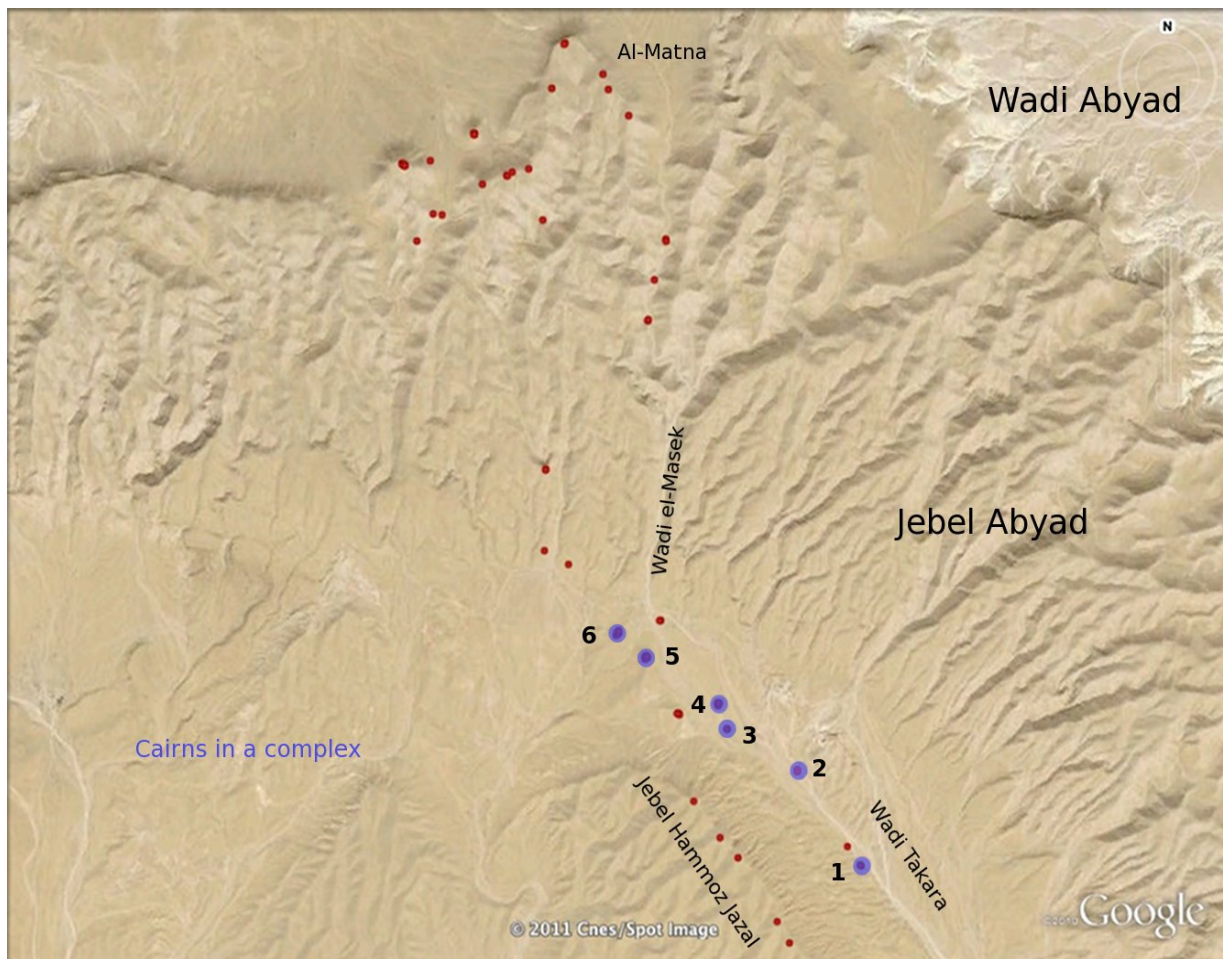 N
Al-Matna
Wadi Abyad
Wadi el-Masek
Jebel Abyad
6
5
4
3
Cairns in a complex
2
Jebel Hammoz Jazal
Wadi Takara
1
© 2011 Cnes/Spot Image
Google